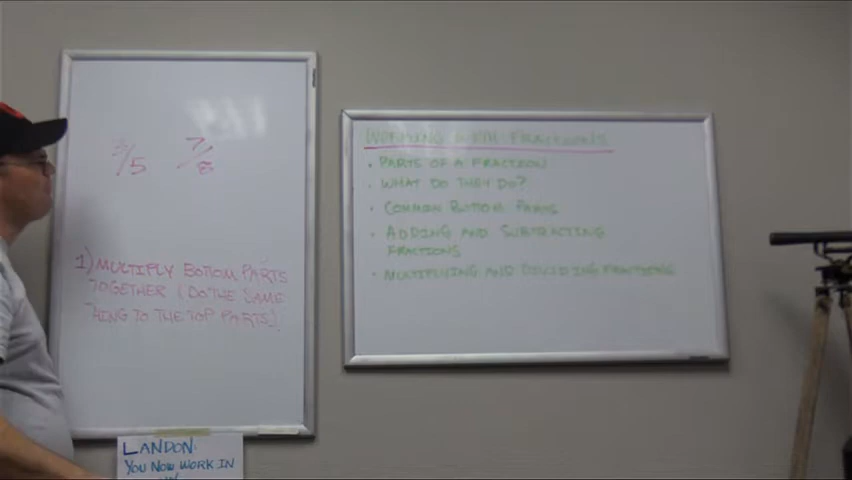 3/5 7/8
1) MULTIPLY BOTTOM PARTS
TOGETHER (DO THE SAME
THING TO THE TOP PARTS)
WORKING WITH FRACTIONS
• PARTS OF A FRACTION
• WHAT DO THEY DO?
• COMMON BOTTOM PARTS
• ADDING AND SUBTRACTING
FRACTIONS
• MULTIPLYING AND DIVIDING FRACTIONS
LANDON:
YOU NOW WORK IN